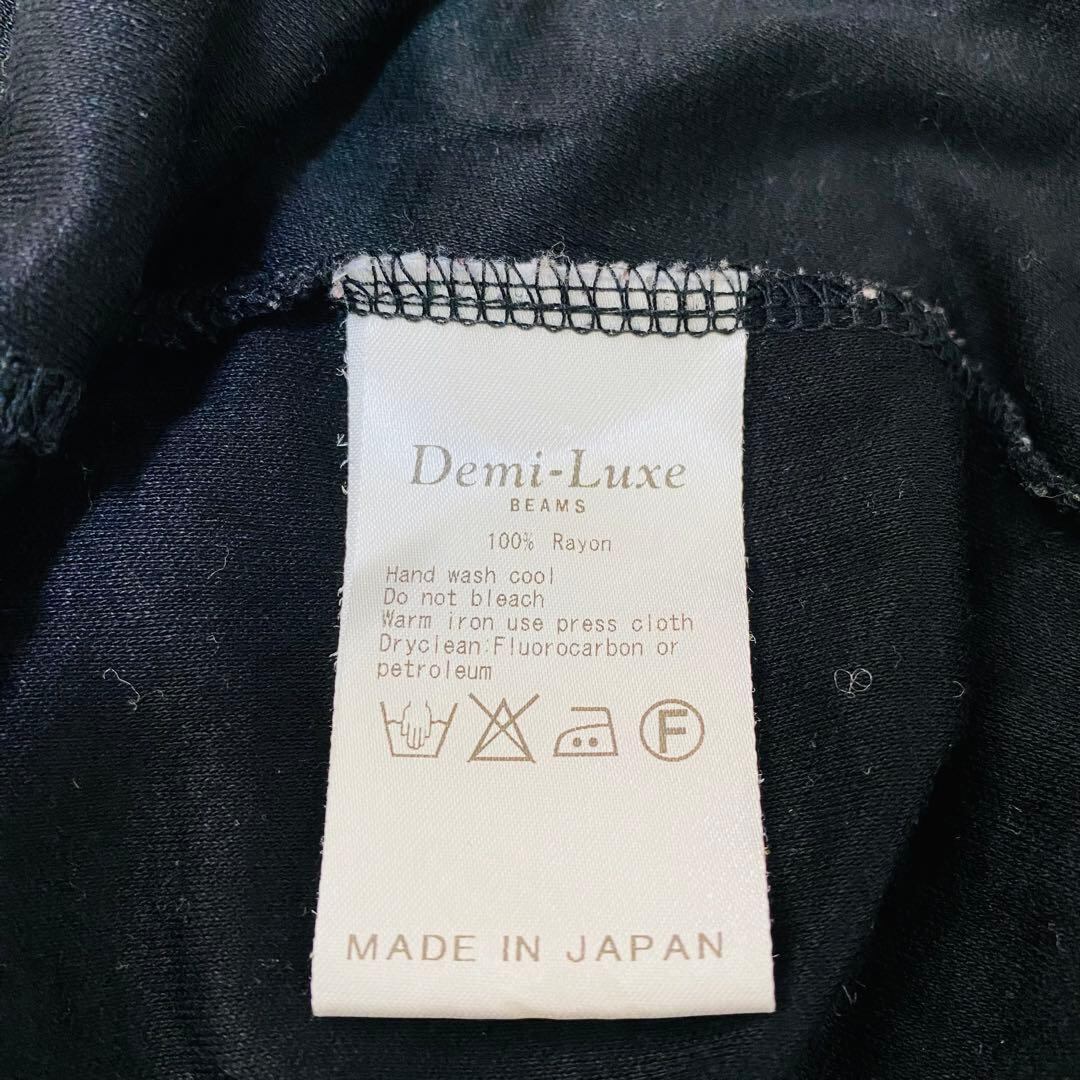 Demi-Luxe
BEAMS
100% Rayon
Hand wash cool
Do not bleach
Warm iron use press cloth
Dryclean:Fluorocarbon or
petroleum
F
MADE IN JAPAN